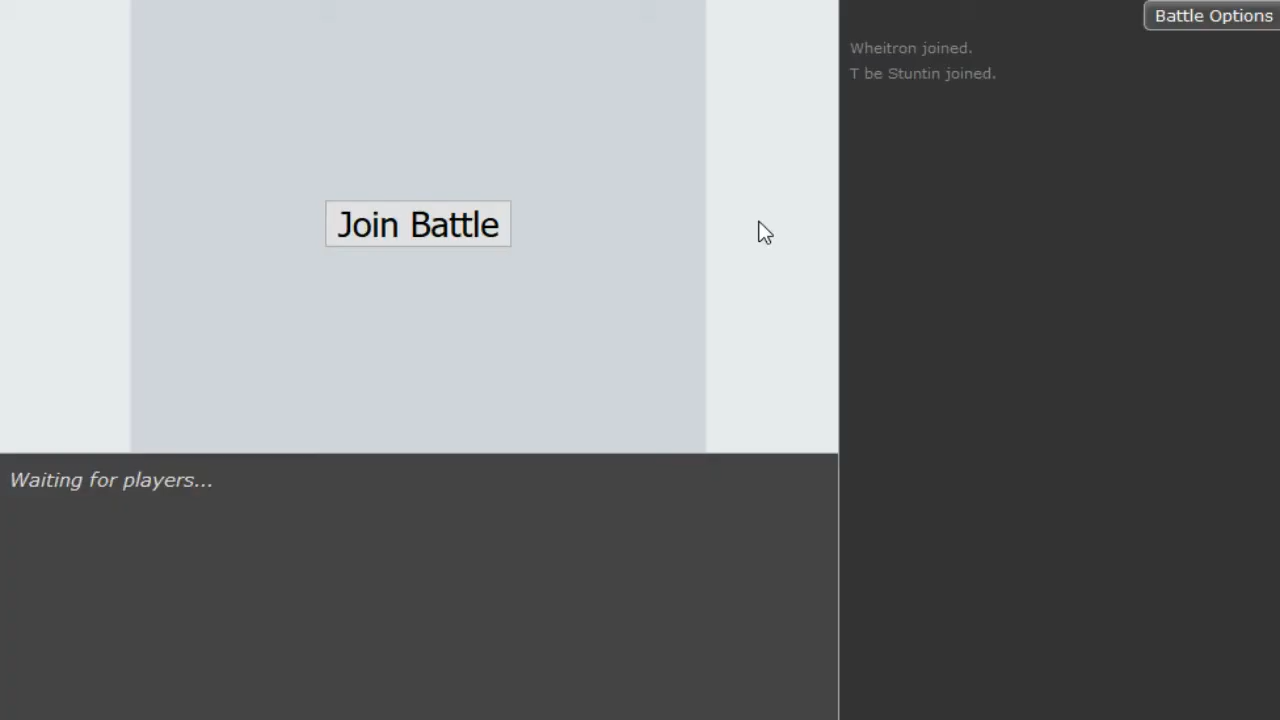 Battle Options
Wheitron joined.
T be Stuntin joined.
Join Battle
Waiting for players...